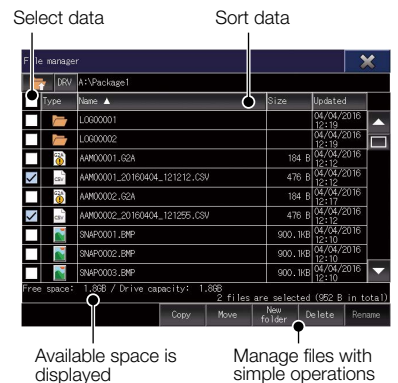 Select data
Sort data
File manager
DRV A:\Package1
Type Name ▲ Size Updated
LOG00001 04/04/2016 12:19
LOG00002 04/04/2016 12:19
AAM00001.G2A 184 B 04/04/2016 12:12
CSV AAM00001_20160404_121212.CSV 476 B 04/04/2016 12:12
AAM00002.G2A 184 B 04/04/2016 12:17
CSV AAM00002_20160404_121255.CSV 476 B 04/04/2016 12:12
SNAP0001.BMP 900.1KB 04/04/2016 12:10
SNAP0002.BMP 900.1KB 04/04/2016 12:10
SNAP0003.BMP 900.1KB 04/04/2016 12:10
Free space: 1.8GB / Drive capacity: 1.8GB
2 files are selected (952 B in total)
Copy Move New folder Delete Rename
Available space is displayed
Manage files with simple operations